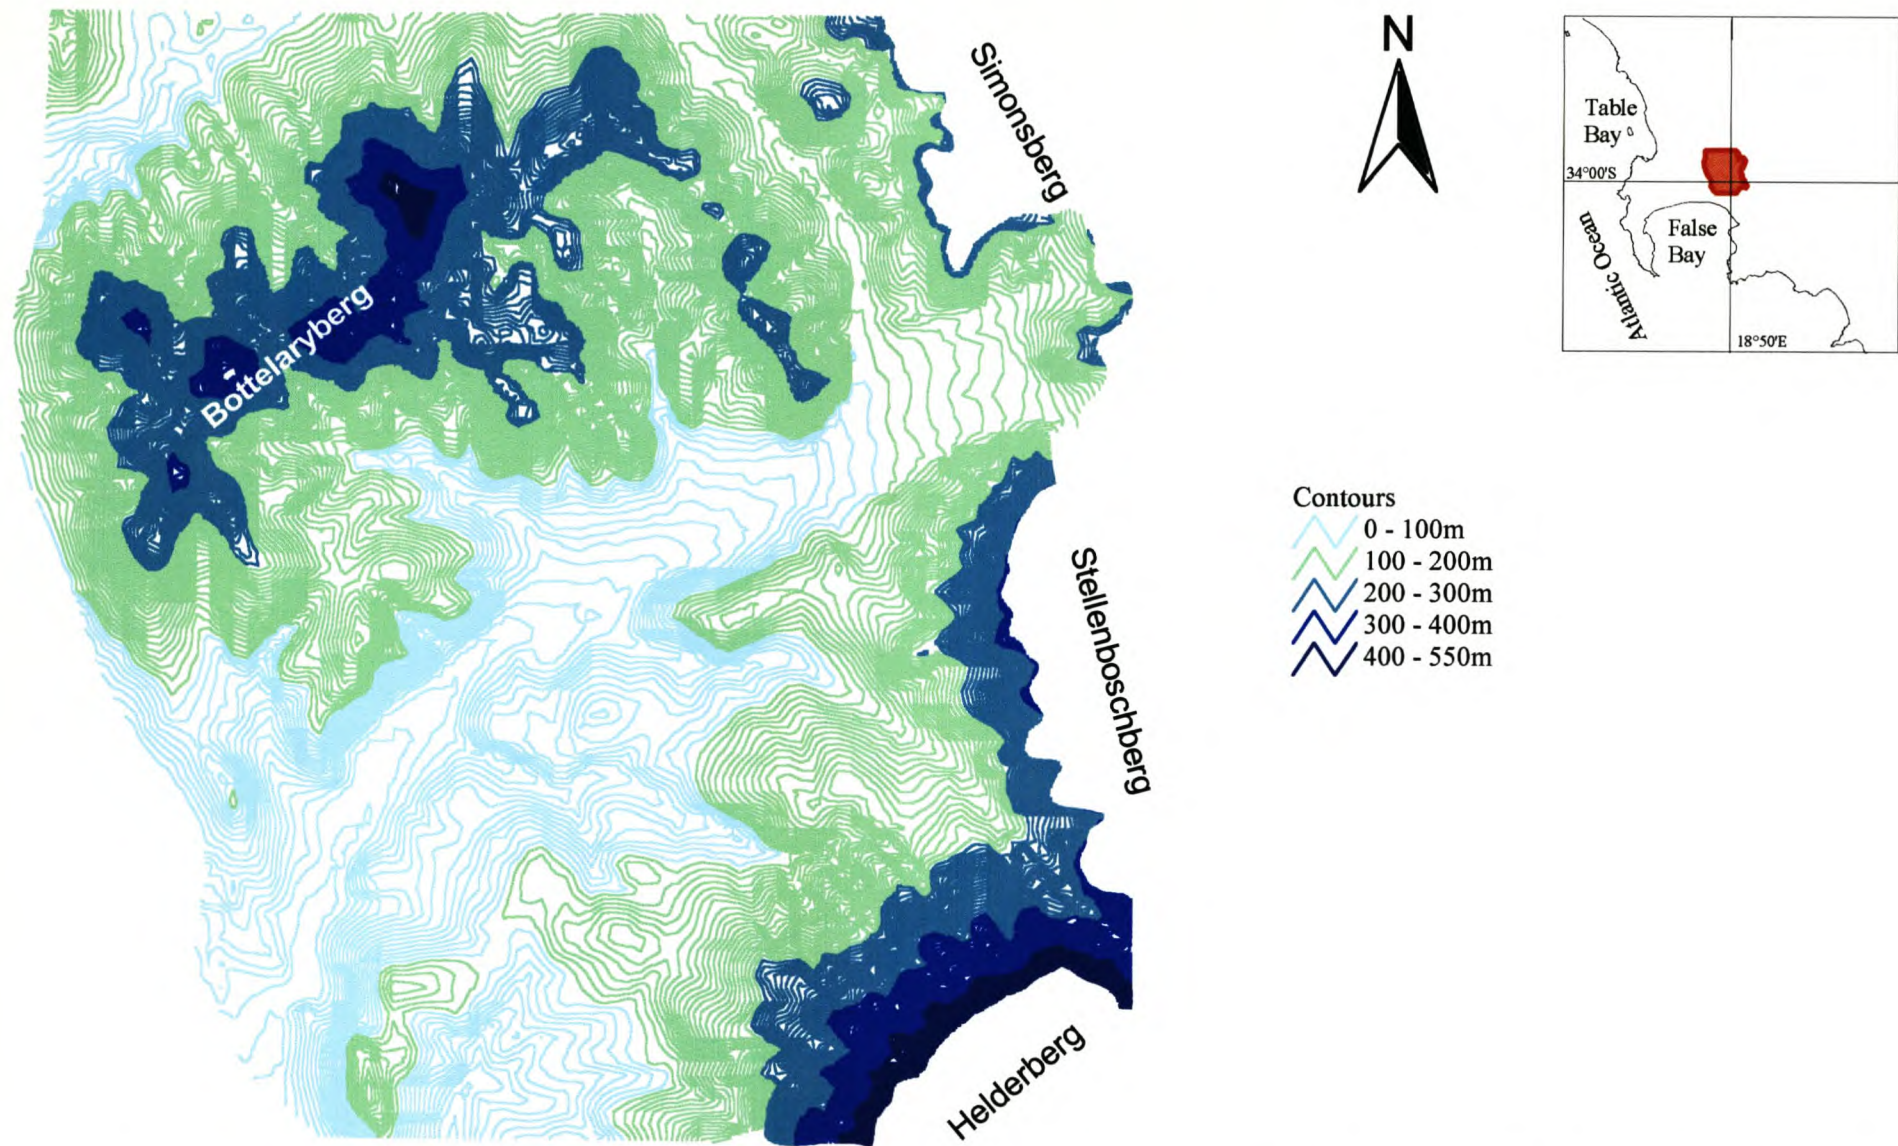 N
Simonsberg
Bottelaryberg
Stellenboschberg
Helderberg
Table
Bay
34°00'S
False
Bay
Atlantic Ocean
18°50'E
Contours
0 - 100m
100 - 200m
200 - 300m
300 - 400m
400 - 550m